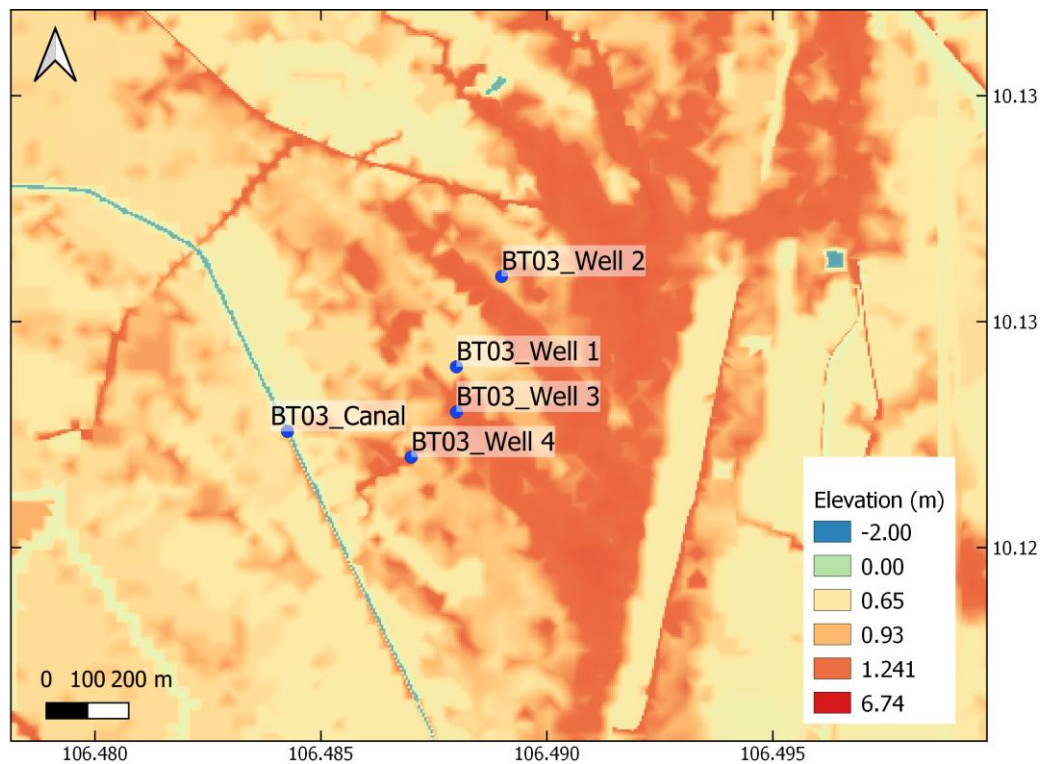 10.13
BT03_Well 2
10.13
BT03_Well 1
BT03_Well 3
BT03_Canal
BT03_Well 4
Elevation (m)
-2.00
0.00
0.65
0.93
1.241
6.74
10.12
0 100 200 m
106.480 106.485 106.490 106.495